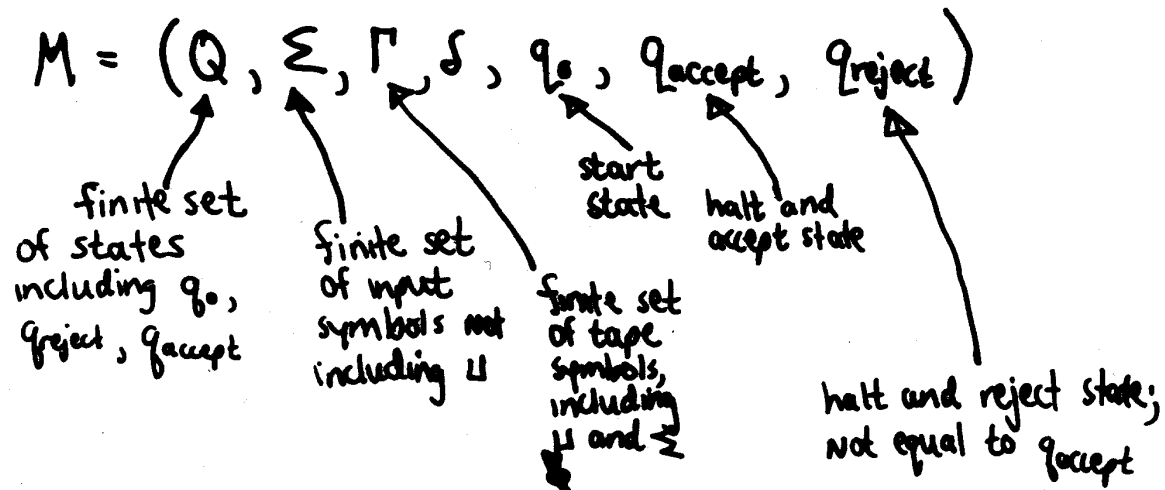 M = (Q, Σ, Γ, δ, q₀, qaccept, qreject)
finite set
of states
including q₀,
qreject, qaccept
finite set
of input
symbols not
including ⊔
finite set
of tape
symbols,
including
⊔ and Σ
start
state
halt and
accept state
halt and reject state;
not equal to qaccept